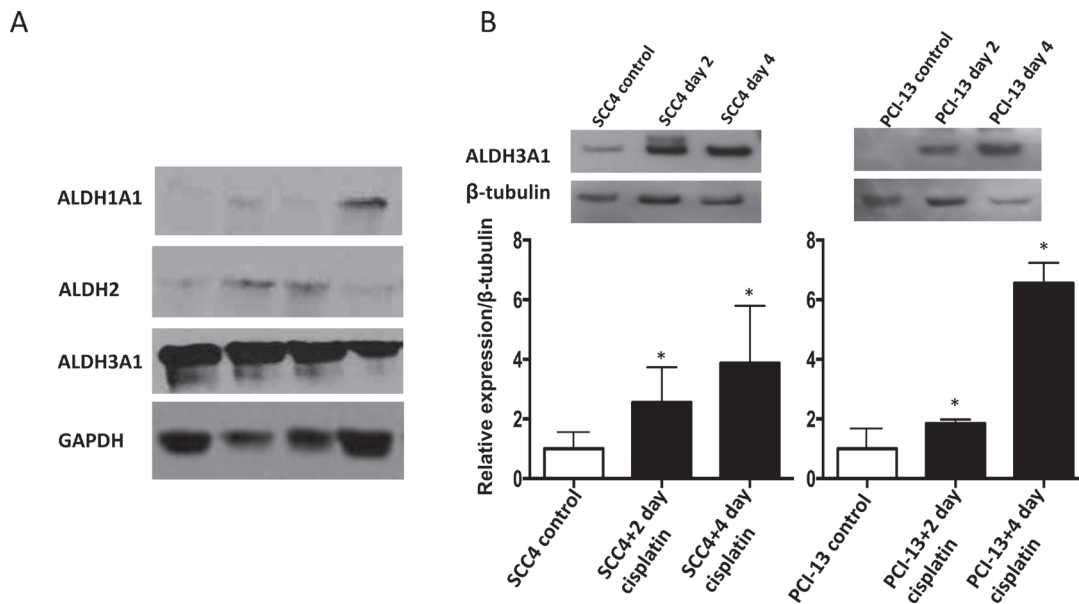 A
B
ALDH1A1
ALDH2
ALDH3A1
GAPDH
SCC4 control
SCC4 day 2
SCC4 day 4
PCI-13 control
PCI-13 day 2
PCI-13 day 4
ALDH3A1
β-tubulin
Relative expression/β-tubulin
8
6
4
2
0
*
*
SCC4 control
SCC4+2 day
cisplatin
SCC4+4 day
cisplatin
8
6
4
2
0
*
*
PCI-13 control
PCI-13+2 day
cisplatin
PCI-13+4 day
cisplatin